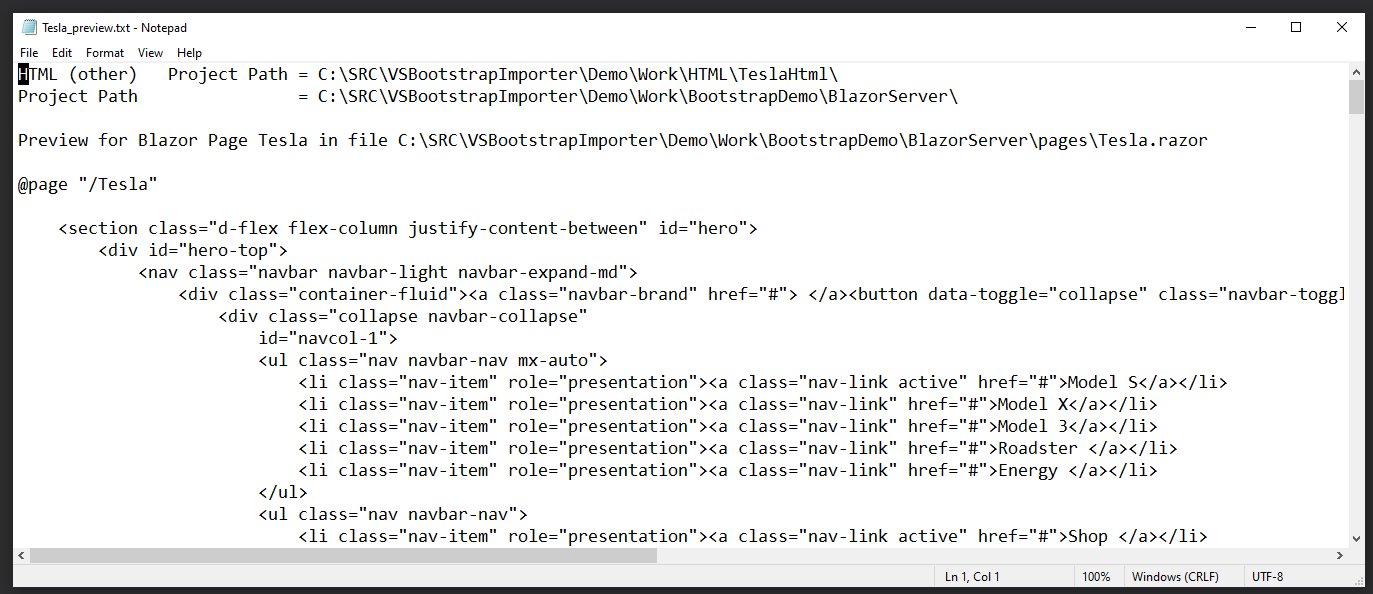 Tesla_preview.txt - Notepad
File Edit Format View Help
HTML (other)   Project Path = C:\SRC\VSBootstrapImporter\Demo\Work\HTML\TeslaHtml\
Project Path                = C:\SRC\VSBootstrapImporter\Demo\Work\BootstrapDemo\BlazorServer\
Preview for Blazor Page Tesla in file C:\SRC\VSBootstrapImporter\Demo\Work\BootstrapDemo\BlazorServer\pages\Tesla.razor
@page "/Tesla"
<section class="d-flex flex-column justify-content-between" id="hero">
<div id="hero-top">
<nav class="navbar navbar-light navbar-expand-md">
<div class="container-fluid"><a class="navbar-brand" href="#"> </a><button data-toggle="collapse" class="navbar-toggl
<div class="collapse navbar-collapse"
id="navcol-1">
<ul class="nav navbar-nav mx-auto">
<li class="nav-item" role="presentation"><a class="nav-link active" href="#">Model S</a></li>
<li class="nav-item" role="presentation"><a class="nav-link" href="#">Model X</a></li>
<li class="nav-item" role="presentation"><a class="nav-link" href="#">Model 3</a></li>
<li class="nav-item" role="presentation"><a class="nav-link" href="#">Roadster </a></li>
<li class="nav-item" role="presentation"><a class="nav-link" href="#">Energy </a></li>
</ul>
<ul class="nav navbar-nav">
<li class="nav-item" role="presentation"><a class="nav-link active" href="#">Shop </a></li>
Ln 1, Col 1 100% Windows (CRLF) UTF-8